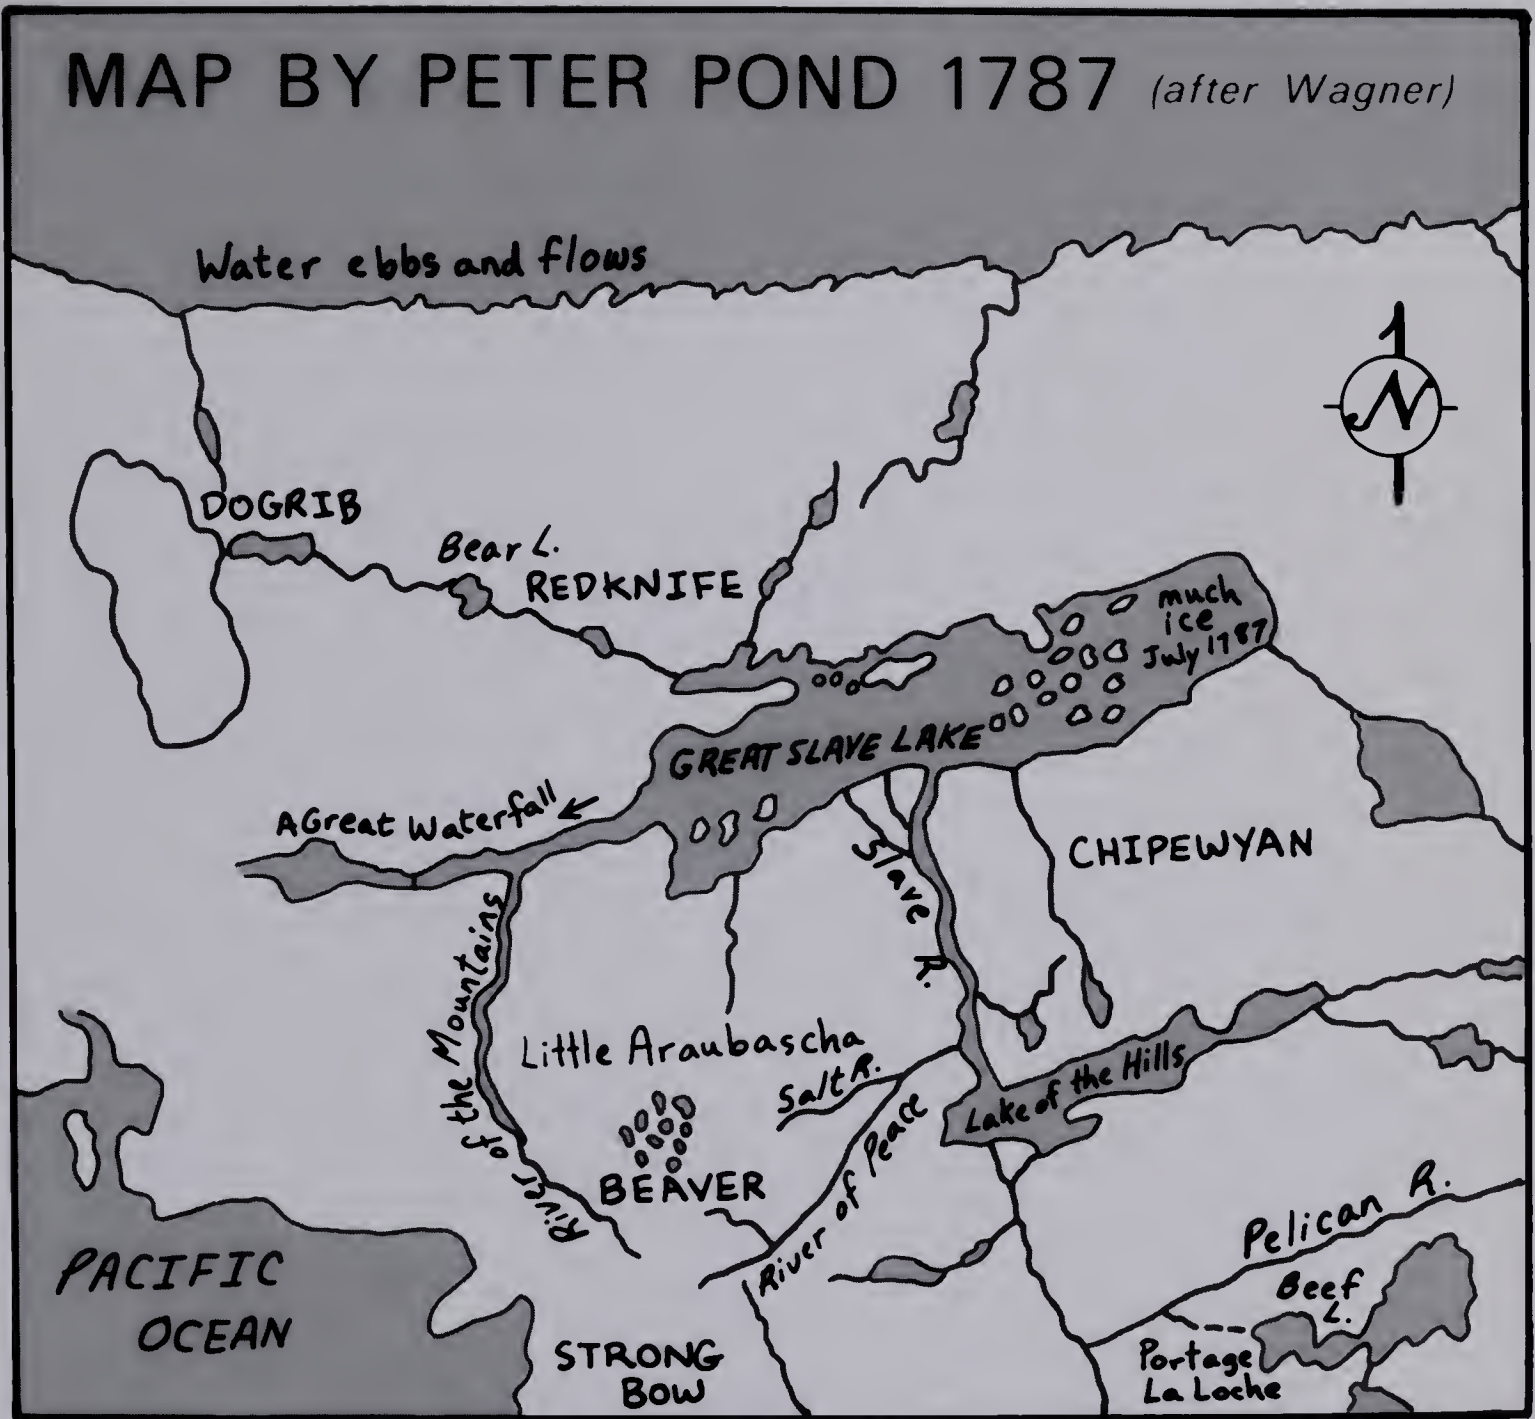 MAP BY PETER POND 1787 (after Wagner)
Water ebbs and flows
N
DOGRIB
Bear L.
REDKNIFE
much
ice
July 1787
GREAT SLAVE LAKE
A Great Waterfall
Slave R.
CHIPEWYAN
River of the Mountains
Little Araubascha
Salt R.
Lake of the Hills
BEAVER
River of Peace
Pelican R.
PACIFIC
OCEAN
Beef
L.
STRONG
BOW
Portage
La Loche